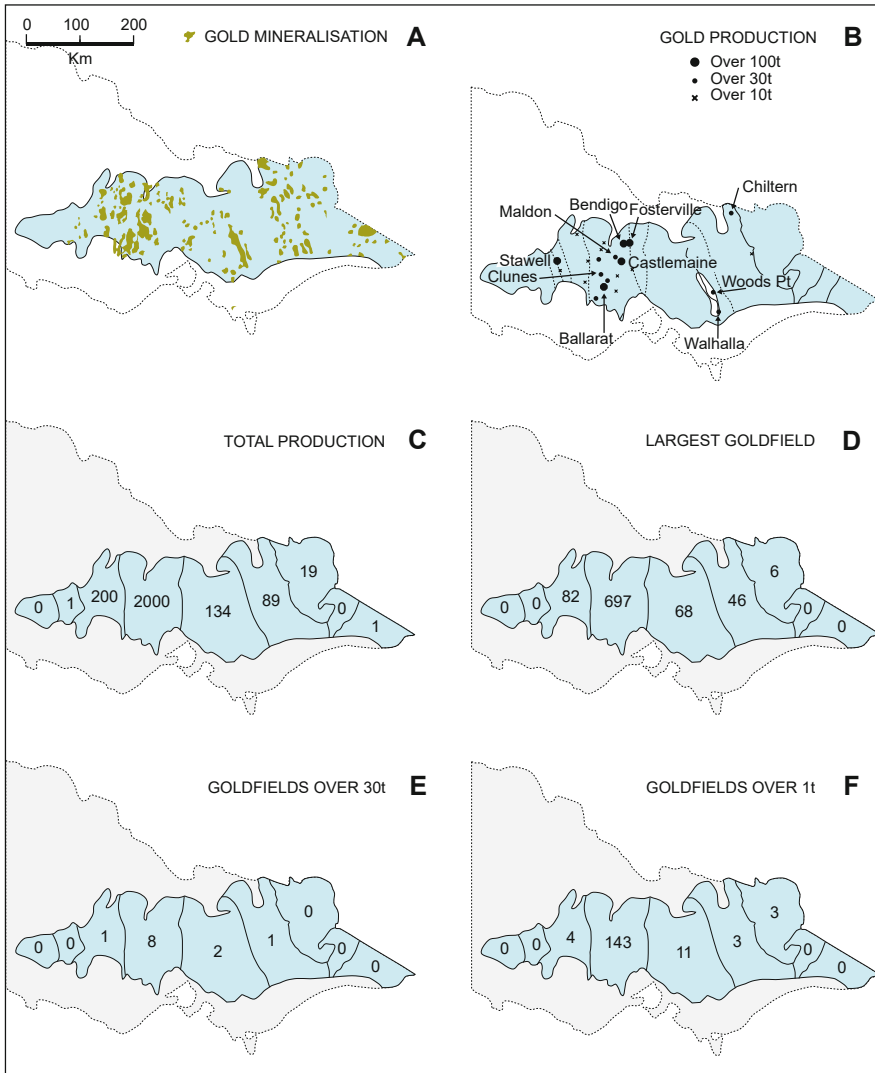 0 100 200
Km
GOLD MINERALISATION
A
GOLD PRODUCTION
B
Over 100t
Over 30t
Over 10t
Chiltern
Bendigo
Fosterville
Maldon
Stawell
Castlemaine
Clunes
Woods Pt
Ballarat
Walhalla
TOTAL PRODUCTION
C
0 1 200 2000 134 89 19 0 1
LARGEST GOLDFIELD
D
0 0 82 697 68 46 6 0
GOLDFIELDS OVER 30t
E
0 0 1 8 2 1 0 0 0
GOLDFIELDS OVER 1t
F
0 0 4 143 11 3 3 0 0